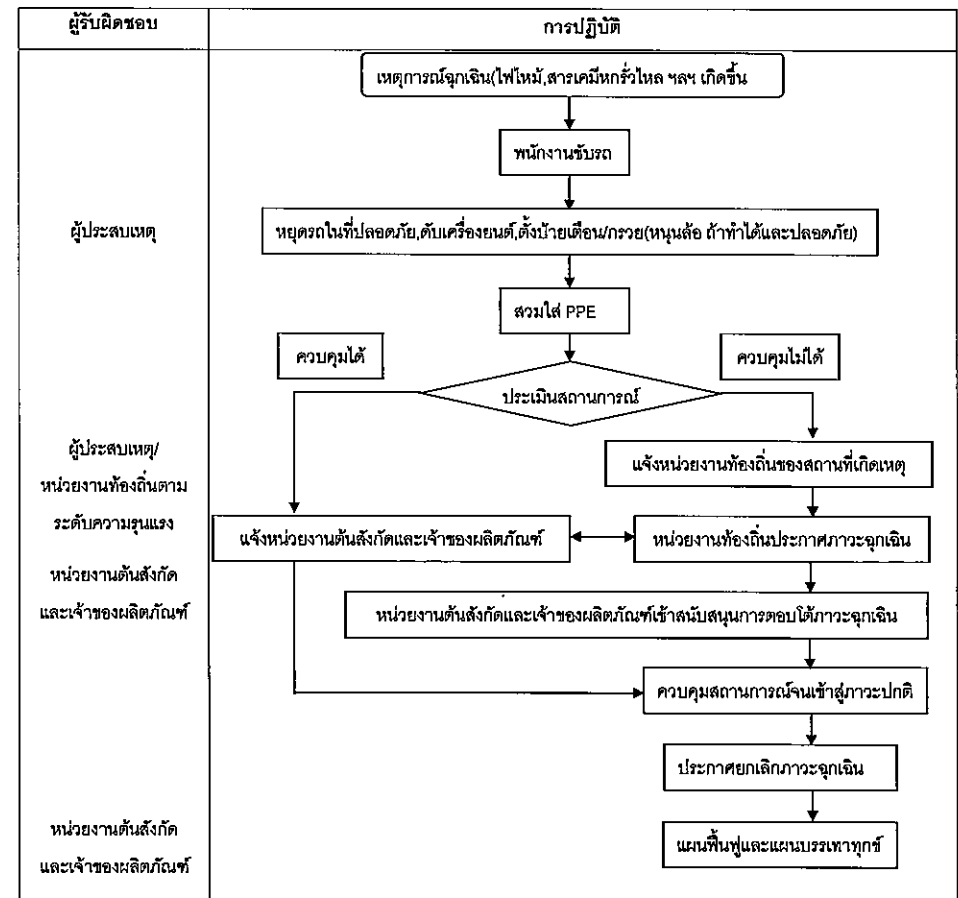 ผู้รับผิดชอบ
การปฏิบัติ
เหตุการณ์ฉุกเฉิน(ไฟไหม้,สารเคมีหกรั่วไหล ฯลฯ เกิดขึ้น
พนักงานขับรถ
ผู้ประสบเหตุ
หยุดรถในที่ปลอดภัย,ดับเครื่องยนต์,ตั้งป้ายเตือน/กรวย(หนุนล้อ ถ้าทำได้และปลอดภัย)
สวมใส่ PPE
ควบคุมได้
ควบคุมไม่ได้
ประเมินสถานการณ์
ผู้ประสบเหตุ/
หน่วยงานท้องถิ่นตาม
ระดับความรุนแรง
แจ้งหน่วยงานท้องถิ่นของสถานที่เกิดเหตุ
แจ้งหน่วยงานต้นสังกัดและเจ้าของผลิตภัณฑ์
หน่วยงานท้องถิ่นประกาศภาวะฉุกเฉิน
หน่วยงานต้นสังกัด
และเจ้าของผลิตภัณฑ์
หน่วยงานต้นสังกัดและเจ้าของผลิตภัณฑ์เข้าสนับสนุนการตอบโต้ภาวะฉุกเฉิน
ควบคุมสถานการณ์จนเข้าสู่ภาวะปกติ
ประกาศยกเลิกภาวะฉุกเฉิน
หน่วยงานต้นสังกัด
และเจ้าของผลิตภัณฑ์
แผนฟื้นฟูและแผนบรรเทาทุกข์